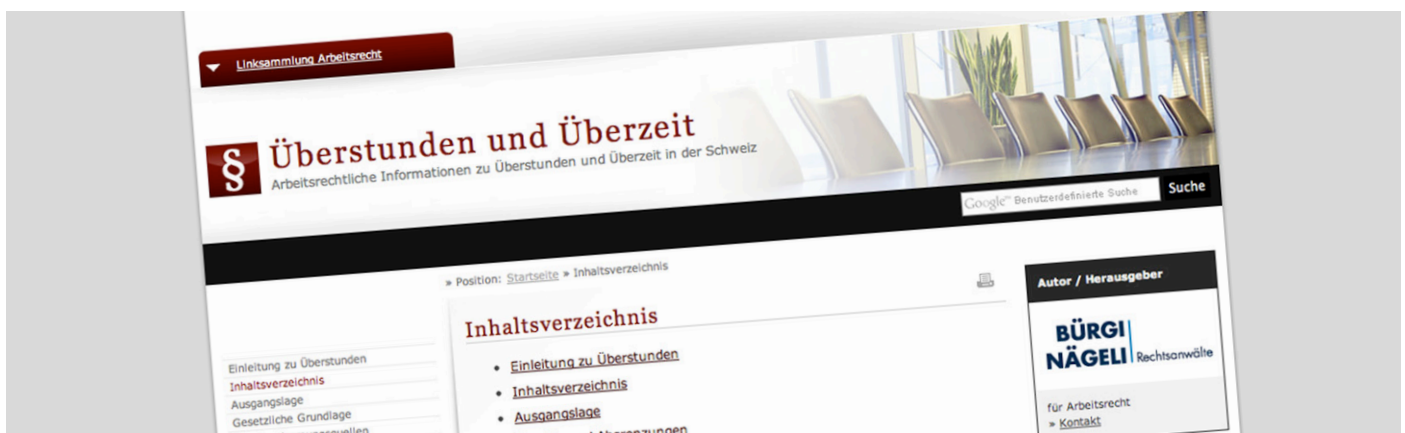 Linksammlung Arbeitsrecht
§
Überstunden und Überzeit
Arbeitsrechtliche Informationen zu Überstunden und Überzeit in der Schweiz
Google™ Benutzerdefinierte Suche
Suche
» Position: Startseite » Inhaltsverzeichnis
Inhaltsverzeichnis
• Einleitung zu Überstunden
• Inhaltsverzeichnis
• Ausgangslage
Einleitung zu Überstunden
Inhaltsverzeichnis
Ausgangslage
Gesetzliche Grundlage
Autor / Herausgeber
BÜRGI
NÄGELI Rechtsanwälte
für Arbeitsrecht
» Kontakt